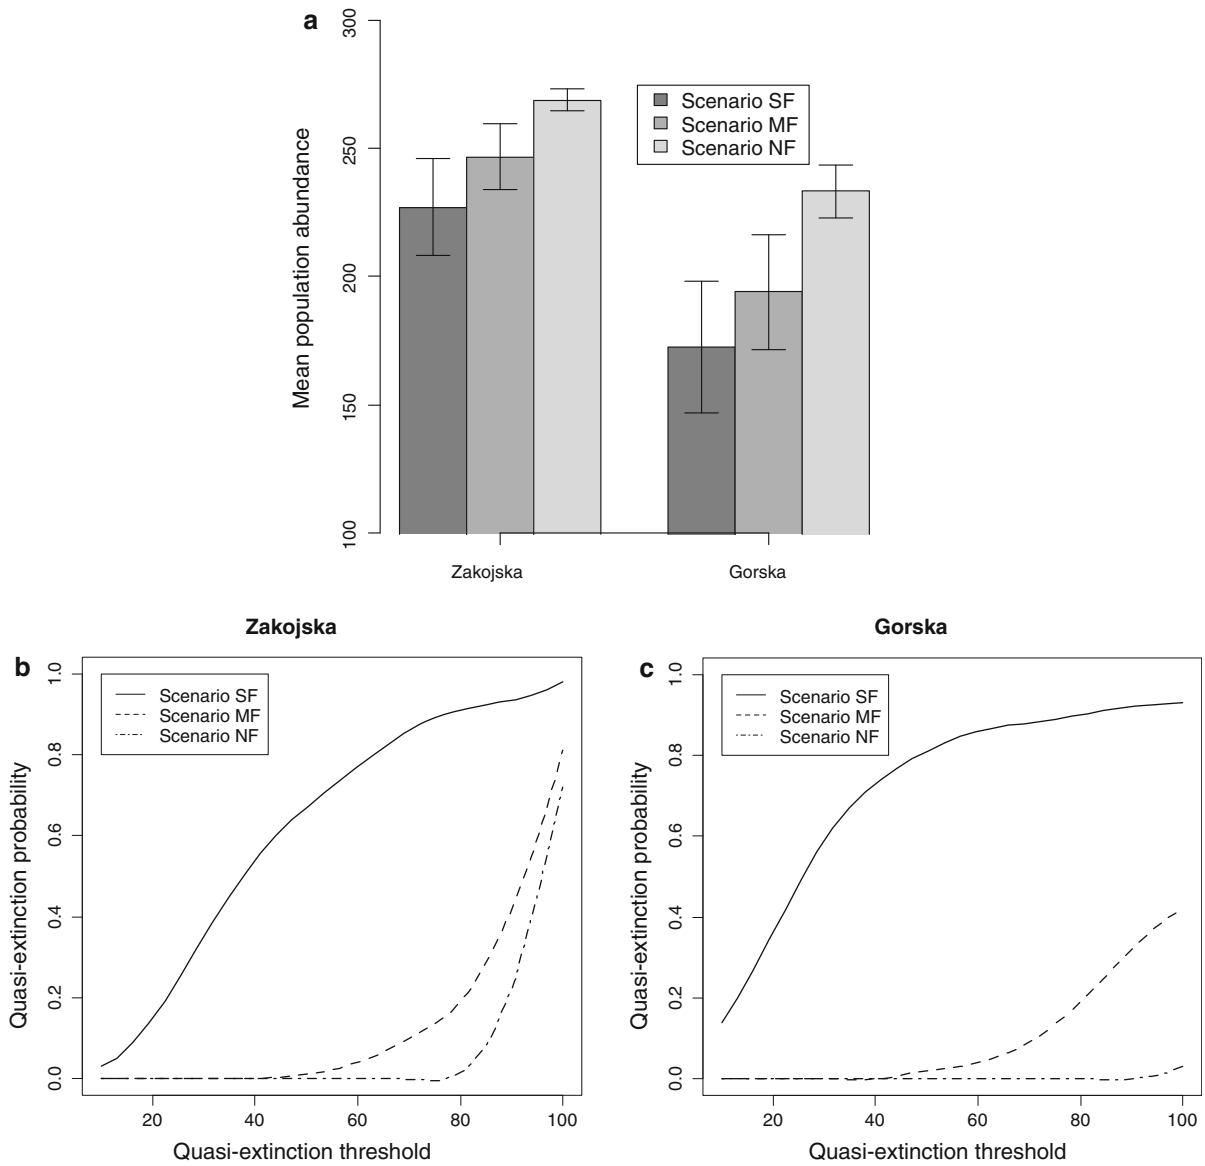 a
300
250
200
150
100
Mean population abundance
Scenario SF
Scenario MF
Scenario NF
Zakojska
Gorska
Zakojska
b
1.0
0.8
0.6
0.4
0.2
0.0
Quasi-extinction probability
Scenario SF
Scenario MF
Scenario NF
20
40
60
80
100
Quasi-extinction threshold
Gorska
c
1.0
0.8
0.6
0.4
0.2
0.0
Quasi-extinction probability
Scenario SF
Scenario MF
Scenario NF
20
40
60
80
100
Quasi-extinction threshold